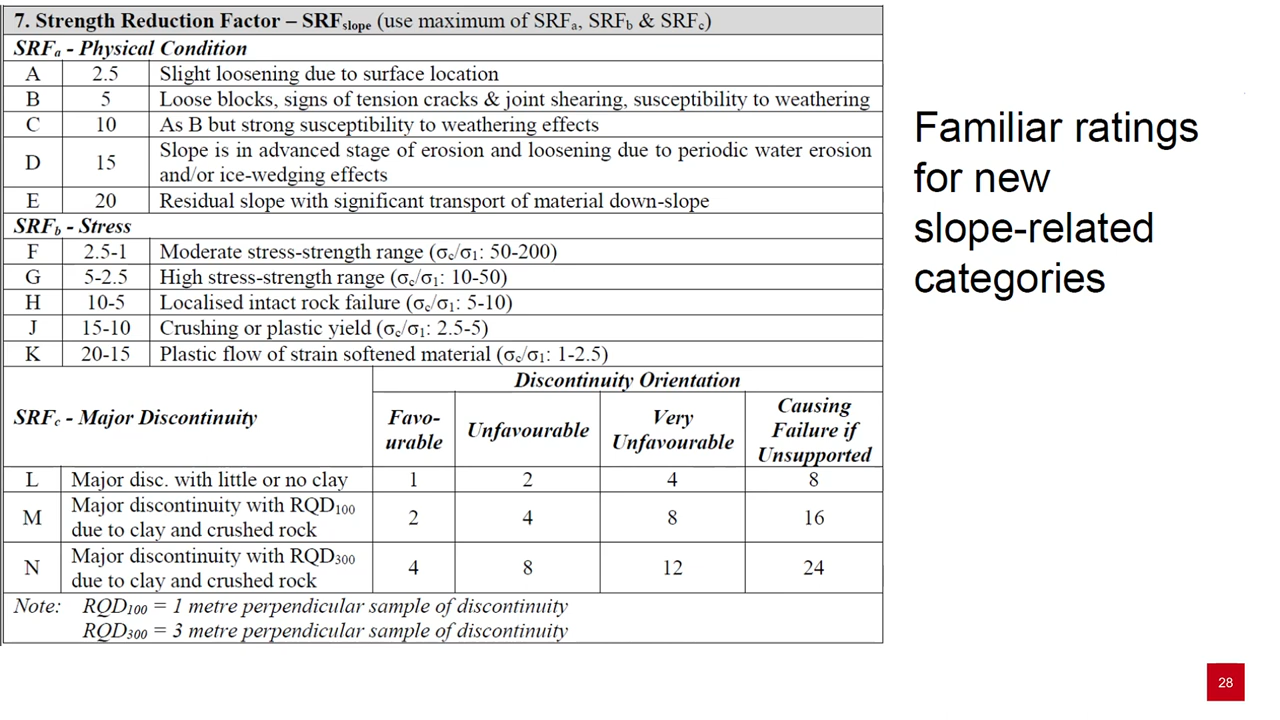 7. Strength Reduction Factor – SRFslope (use maximum of SRFa, SRFb & SRFc)
SRFa - Physical Condition
A 2.5 Slight loosening due to surface location
B 5 Loose blocks, signs of tension cracks & joint shearing, susceptibility to weathering
C 10 As B but strong susceptibility to weathering effects
D 15 Slope is in advanced stage of erosion and loosening due to periodic water erosion
and/or ice-wedging effects
E 20 Residual slope with significant transport of material down-slope
SRFb - Stress
F 2.5-1 Moderate stress-strength range (σc/σ1: 50-200)
G 5-2.5 High stress-strength range (σc/σ1: 10-50)
H 10-5 Localised intact rock failure (σc/σ1: 5-10)
J 15-10 Crushing or plastic yield (σc/σ1: 2.5-5)
K 20-15 Plastic flow of strain softened material (σc/σ1: 1-2.5)
SRFc - Major Discontinuity
Discontinuity Orientation
Favo-
urable
Unfavourable
Very
Unfavourable
Causing
Failure if
Unsupported
L Major disc. with little or no clay 1 2 4 8
M Major discontinuity with RQD100
due to clay and crushed rock 2 4 8 16
N Major discontinuity with RQD300
due to clay and crushed rock 4 8 12 24
Note: RQD100 = 1 metre perpendicular sample of discontinuity
RQD300 = 3 metre perpendicular sample of discontinuity
Familiar ratings
for new
slope-related
categories
28